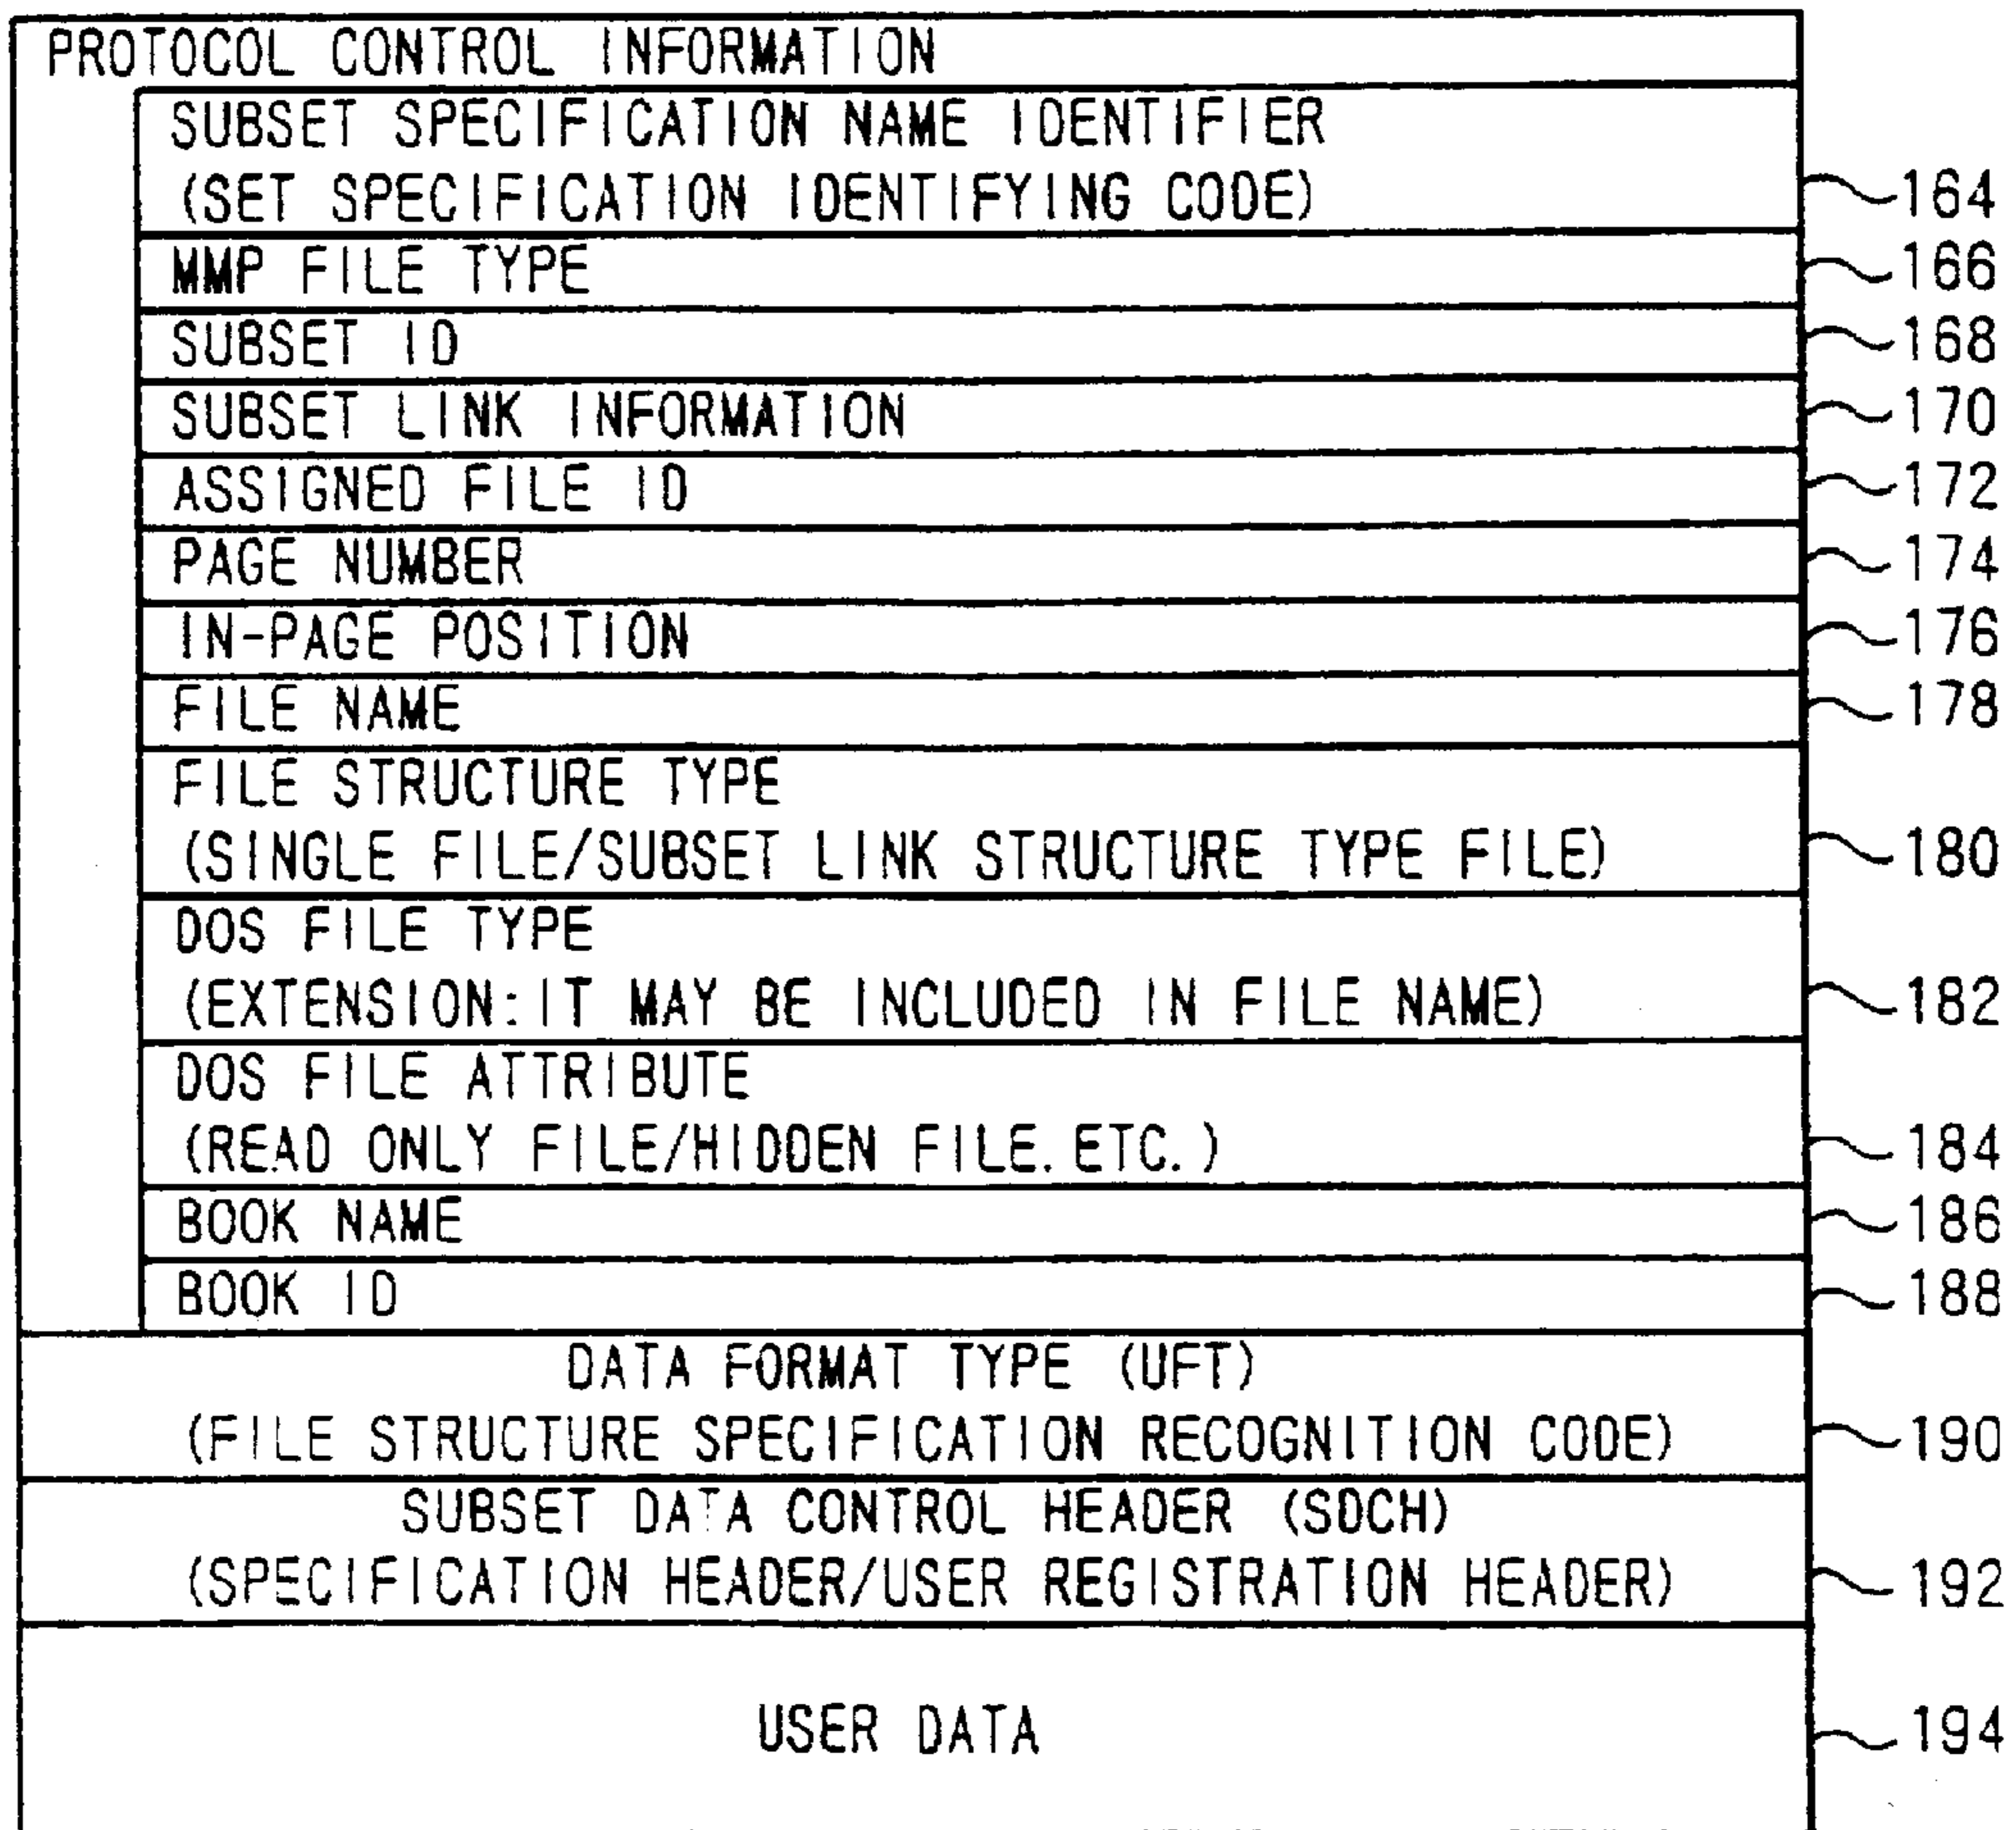 PROTOCOL CONTROL INFORMATION
SUBSET SPECIFICATION NAME IDENTIFIER
(SET SPECIFICATION IDENTIFYING CODE) 164
MMP FILE TYPE 166
SUBSET ID 168
SUBSET LINK INFORMATION 170
ASSIGNED FILE ID 172
PAGE NUMBER 174
IN-PAGE POSITION 176
FILE NAME 178
FILE STRUCTURE TYPE
(SINGLE FILE/SUBSET LINK STRUCTURE TYPE FILE) 180
DOS FILE TYPE
(EXTENSION:IT MAY BE INCLUDED IN FILE NAME) 182
DOS FILE ATTRIBUTE
(READ ONLY FILE/HIDDEN FILE.ETC.) 184
BOOK NAME 186
BOOK ID 188
DATA FORMAT TYPE (UFT)
(FILE STRUCTURE SPECIFICATION RECOGNITION CODE) 190
SUBSET DATA CONTROL HEADER (SDCH)
(SPECIFICATION HEADER/USER REGISTRATION HEADER) 192
USER DATA 194